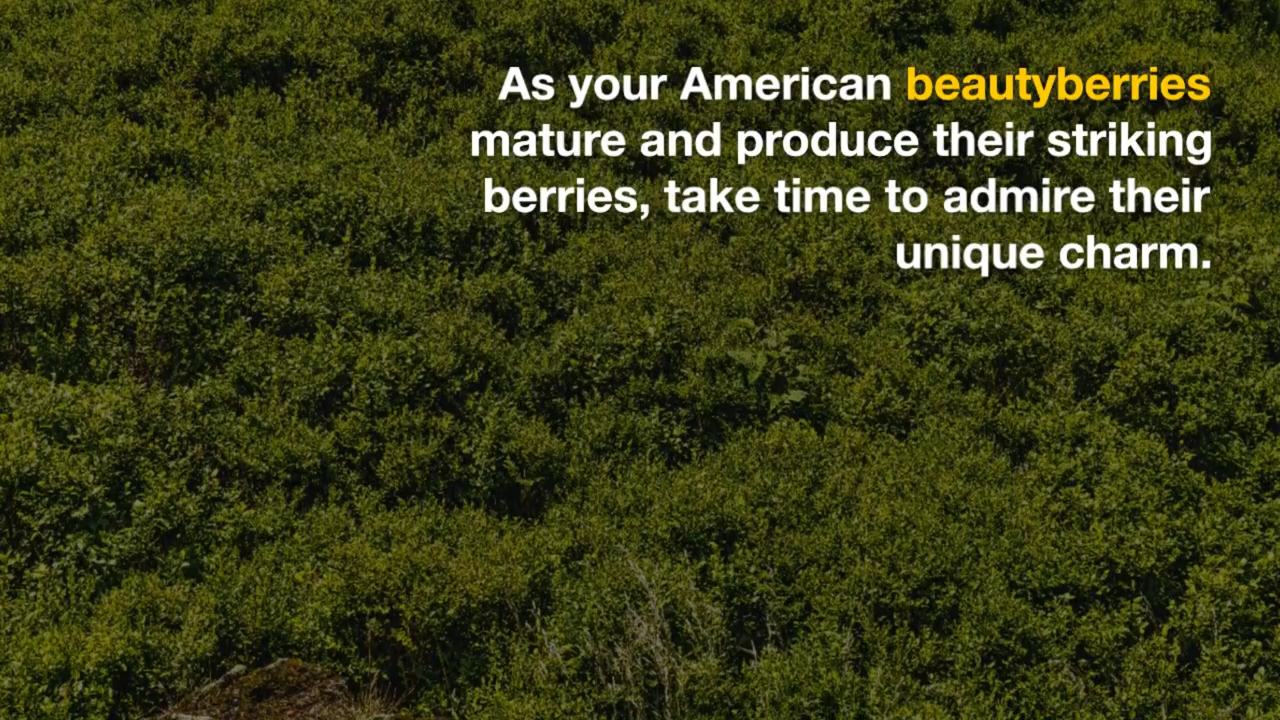 As your American beautyberries
mature and produce their striking
berries, take time to admire their
unique charm.